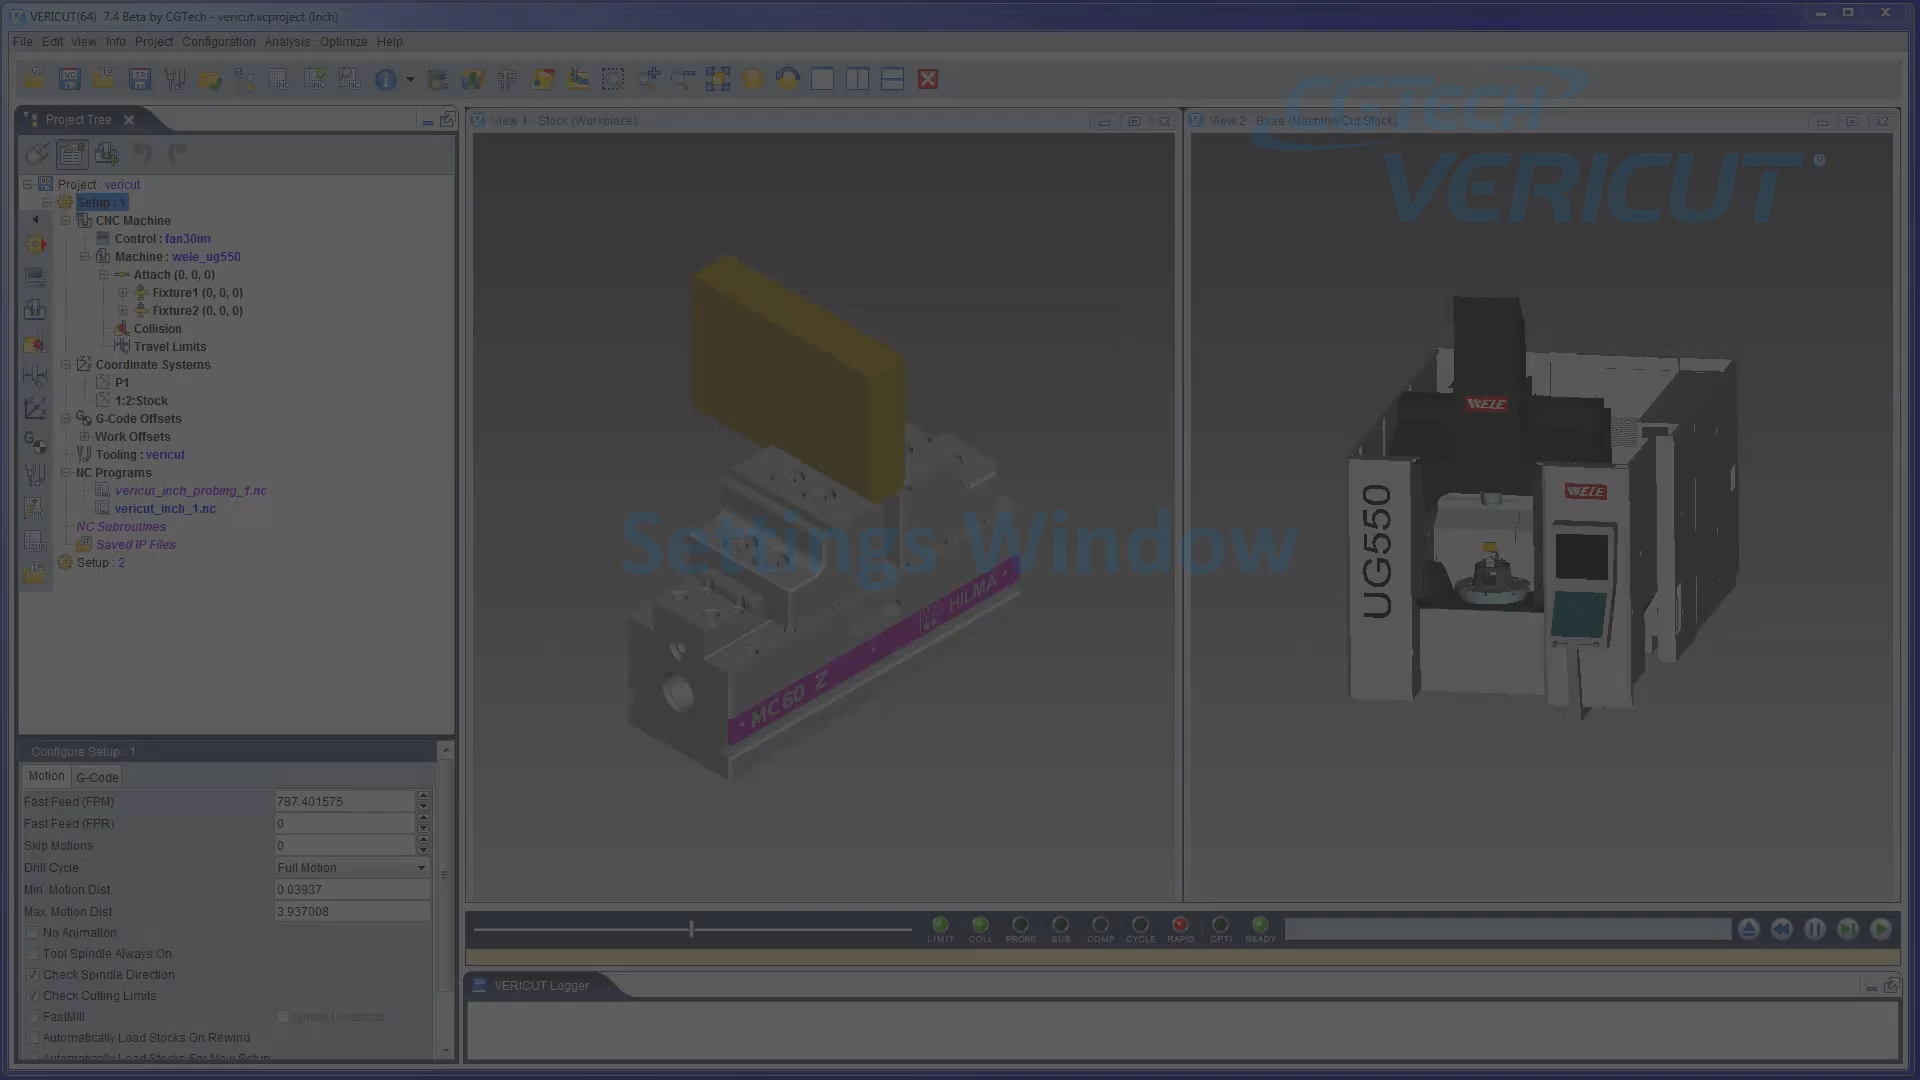 VERICUT(64)  7.4 Beta by CGTech - vericut.vcproject (Inch)
File Edit View Info Project Configuration Analysis Optimize Help
CGTECH
VERICUT ®
Project Tree
View 1 - Stock (Workpiece)
View 2 - Base (Machine/Cut Stock)
Project : vericut
Setup : 1
CNC Machine
Control : fan30im
Machine : wele_ug550
Attach (0, 0, 0)
Fixture1 (0, 0, 0)
Fixture2 (0, 0, 0)
Collision
Travel Limits
Coordinate Systems
P1
1:2:Stock
G-Code Offsets
Work Offsets
Tooling : vericut
NC Programs
vericut_inch_probing_1.nc
vericut_inch_1.nc
NC Subroutines
Saved IP Files
Setup : 2
Settings Window
MC60 Z
HILMA
WELE
WELE
UG550
Configure Setup : 1
Motion G-Code
Fast Feed (FPM) 787.401575
Fast Feed (FPR) 0
Skip Motions 0
Drill Cycle Full Motion
Min. Motion Dist. 0.03937
Max. Motion Dist. 3.937008
No Animation
Tool Spindle Always On
Check Spindle Direction
Check Cutting Limits
FastMill Ignore Undercut
Automatically Load Stocks On Rewind
Automatically Load Stocks For New Setup
LIMIT COLL PROBE SUB COMP CYCLE RAPID OPTI READY
VERICUT Logger